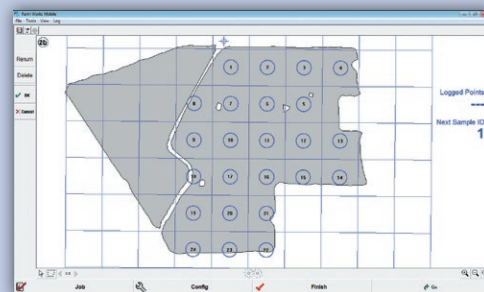 Farm Works Mobile
File Tools View Log
Return
Delete
OK
Cancel
1 2 3 4
8 7 6 5
9 10 11 12 13
18 17 16 15 14
19 20 21
24 23 22
Logged Points
---
Next Sample ID
1
Job Config Finish Go